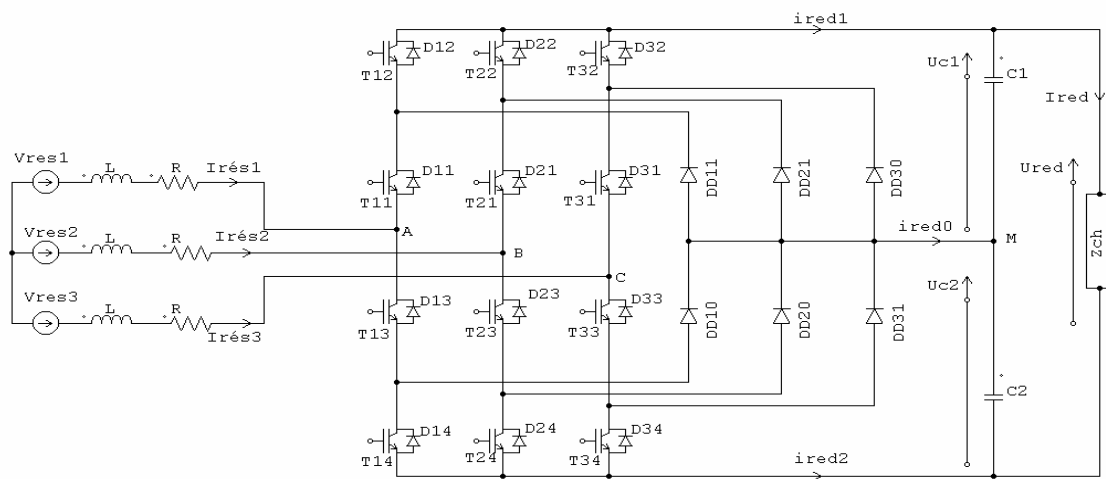 ired1
D12
D22
D32
T12
T22
T32
Uc1
C1
Ired
Vres1
L
R
Irés1
D11
D21
D31
DD11
DD21
DD30
Ured
T11
T21
T31
Vres2
L
R
Irés2
A
B
C
ired0
M
Zch
Vres3
L
R
Irés3
D13
D23
D33
DD10
DD20
DD31
Uc2
T13
T23
T33
C2
D14
D24
D34
T14
T24
T34
ired2